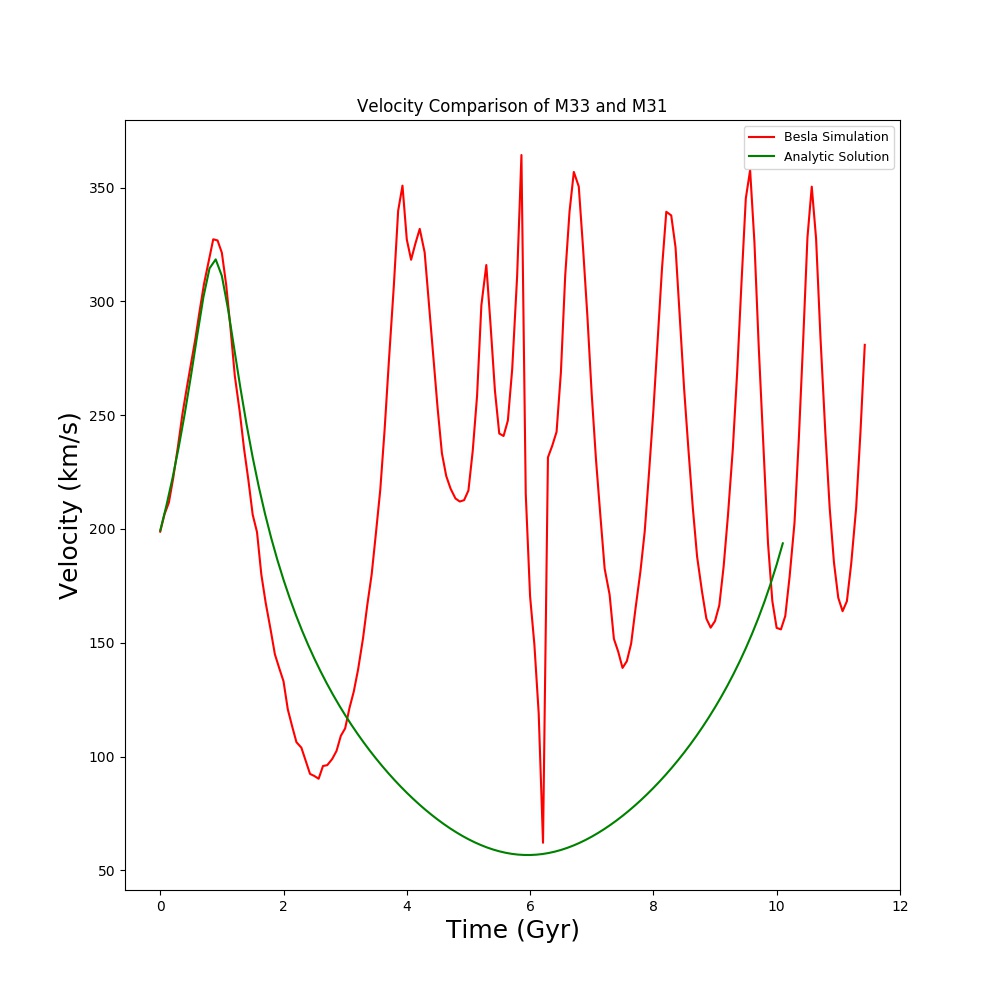 Velocity Comparison of M33 and M31
Besla Simulation
Analytic Solution
350
300
250
200
150
100
50
Velocity (km/s)
0 2 4 6 8 10 12
Time (Gyr)